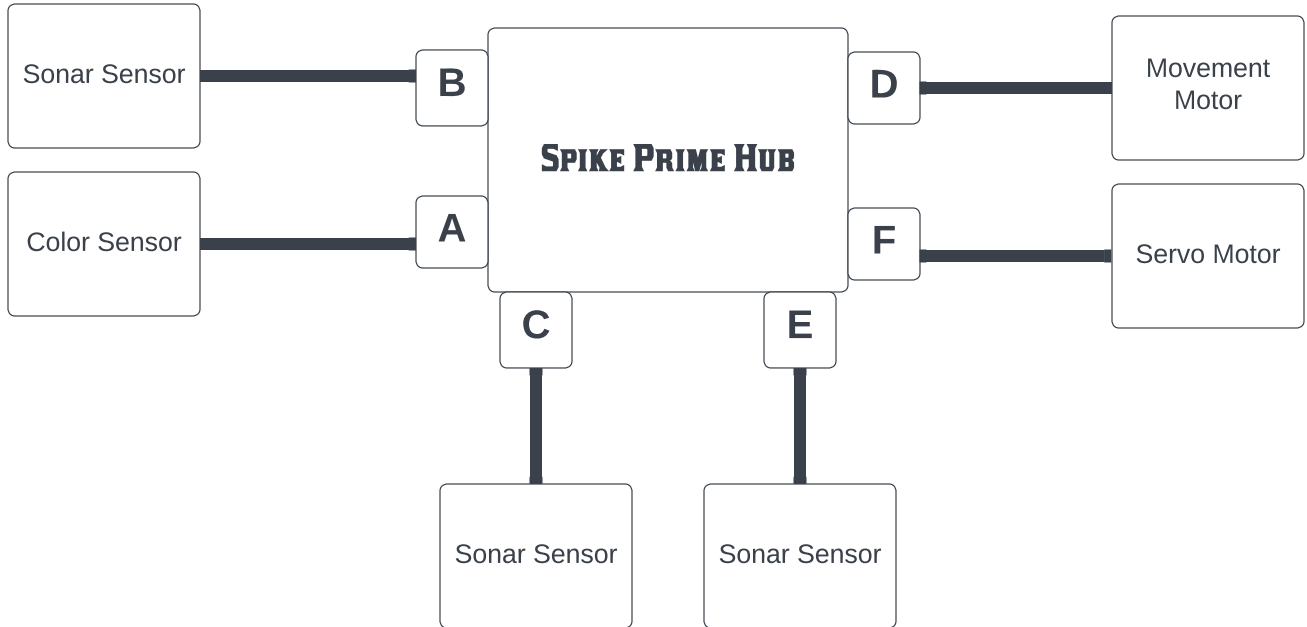 Sonar Sensor
B
Spike Prime Hub
D
Movement
Motor
Color Sensor
A
F
Servo Motor
C
E
Sonar Sensor
Sonar Sensor